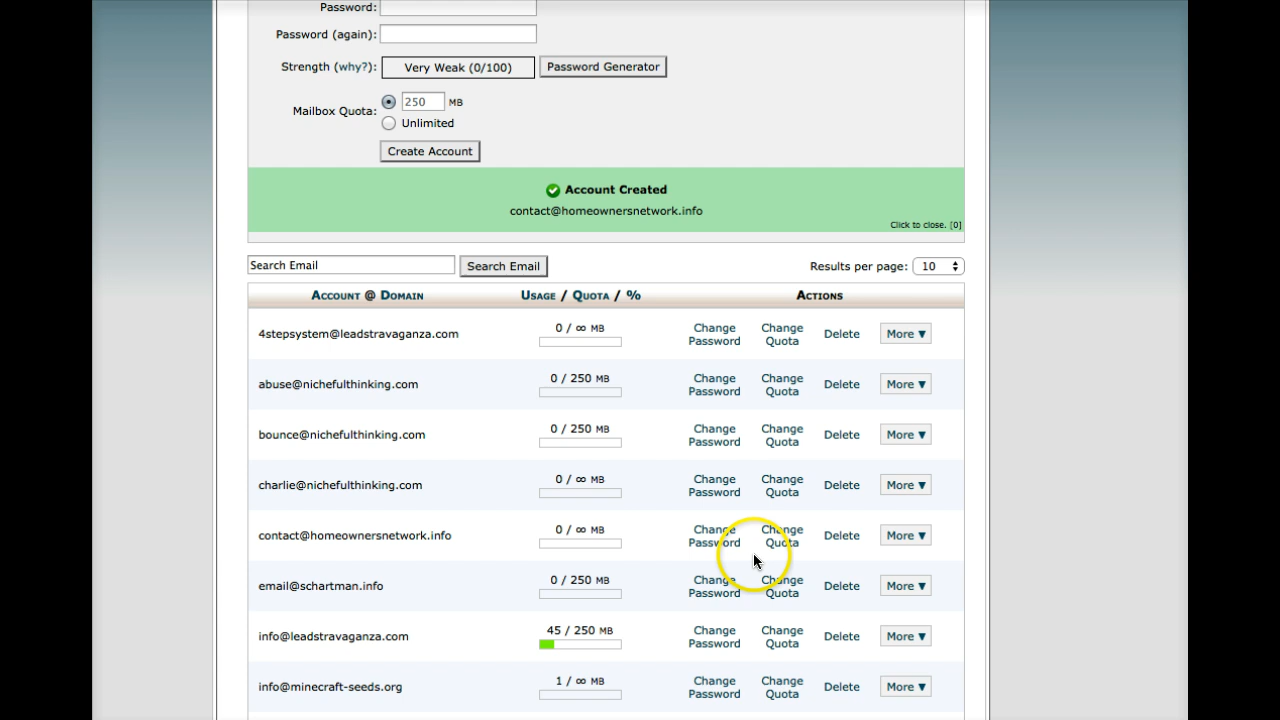 Password:
Password (again):
Strength (why?): Very Weak (0/100) Password Generator
Mailbox Quota: 250 MB
Unlimited
Create Account
Account Created
contact@homeownersnetwork.info
Click to close. [0]
Search Email Search Email Results per page: 10
Account @ Domain Usage / Quota / % Actions
4stepsystem@leadstravaganza.com 0 / ∞ MB Change Password Change Quota Delete More ▼
abuse@nichefulthinking.com 0 / 250 MB Change Password Change Quota Delete More ▼
bounce@nichefulthinking.com 0 / 250 MB Change Password Change Quota Delete More ▼
charlie@nichefulthinking.com 0 / ∞ MB Change Password Change Quota Delete More ▼
contact@homeownersnetwork.info 0 / ∞ MB Change Password Change Quota Delete More ▼
email@schartman.info 0 / 250 MB Change Password Change Quota Delete More ▼
info@leadstravaganza.com 45 / 250 MB Change Password Change Quota Delete More ▼
info@minecraft-seeds.org 1 / ∞ MB Change Password Change Quota Delete More ▼